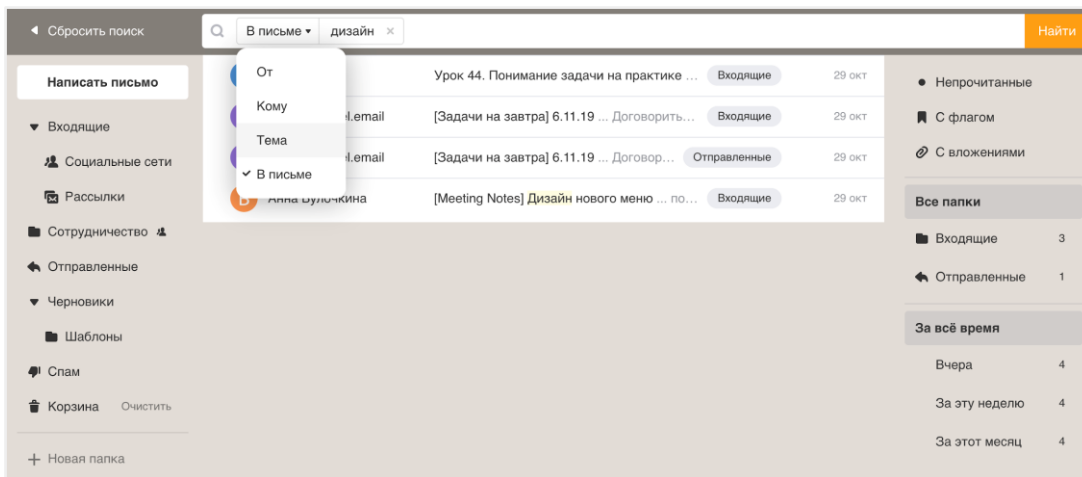 Сбросить поиск
В письме дизайн ×
Найти
Написать письмо
Входящие
Социальные сети
Рассылки
Сотрудничество
Отправленные
Черновики
Шаблоны
Спам
Корзина Очистить
+ Новая папка
От
Кому
Тема
В письме
Урок 44. Понимание задачи на практике ... Входящие 29 окт
l.email [Задачи на завтра] 6.11.19 ... Договорить... Входящие 29 окт
l.email [Задачи на завтра] 6.11.19 ... Договор... Отправленные 29 окт
В Анна Булочкина [Meeting Notes] Дизайн нового меню ... по... Входящие 29 окт
Непрочитанные
С флагом
С вложениями
Все папки
Входящие 3
Отправленные 1
За всё время
Вчера 4
За эту неделю 4
За этот месяц 4